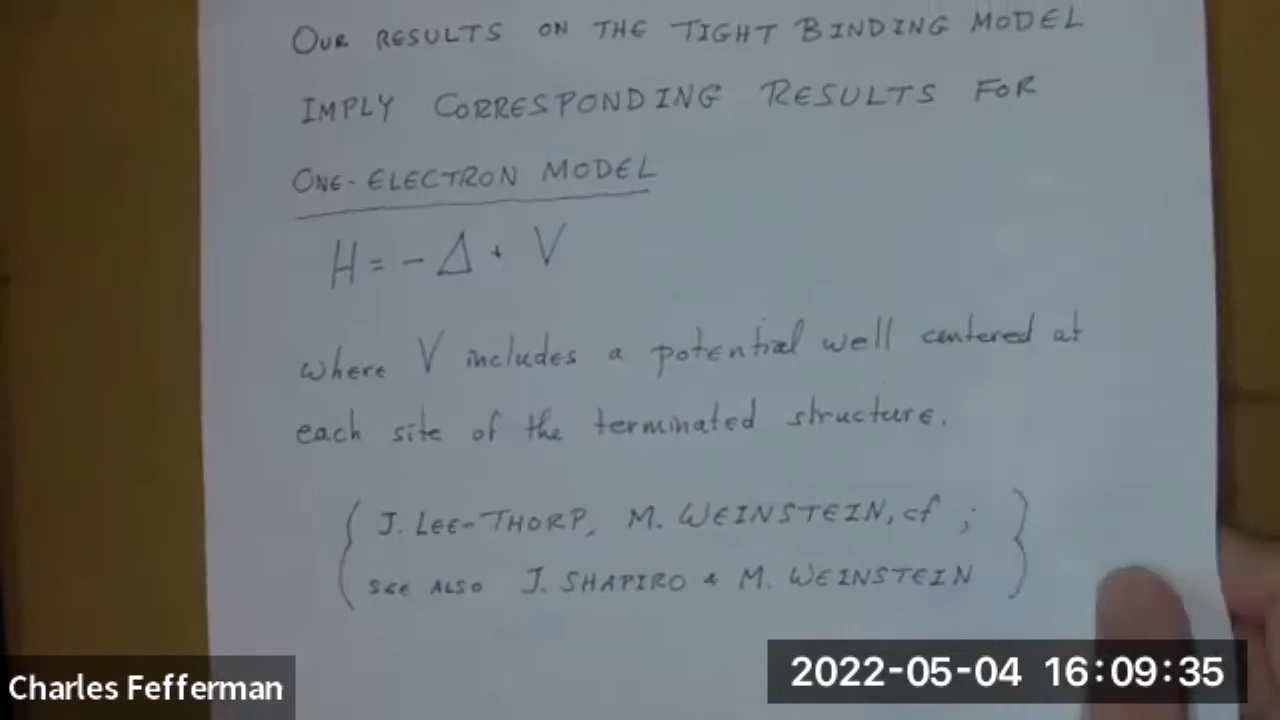 OUR RESULTS ON THE TIGHT BINDING MODEL
IMPLY CORRESPONDING RESULTS FOR
ONE-ELECTRON MODEL
H = - Δ + V
where V includes a potential well centered at
each site of the terminated structure.
{ J. LEE-THORP, M. WEINSTEIN, cf ; }
SEE ALSO J. SHAPIRO & M. WEINSTEIN
Charles Fefferman
2022-05-04 16:09:35